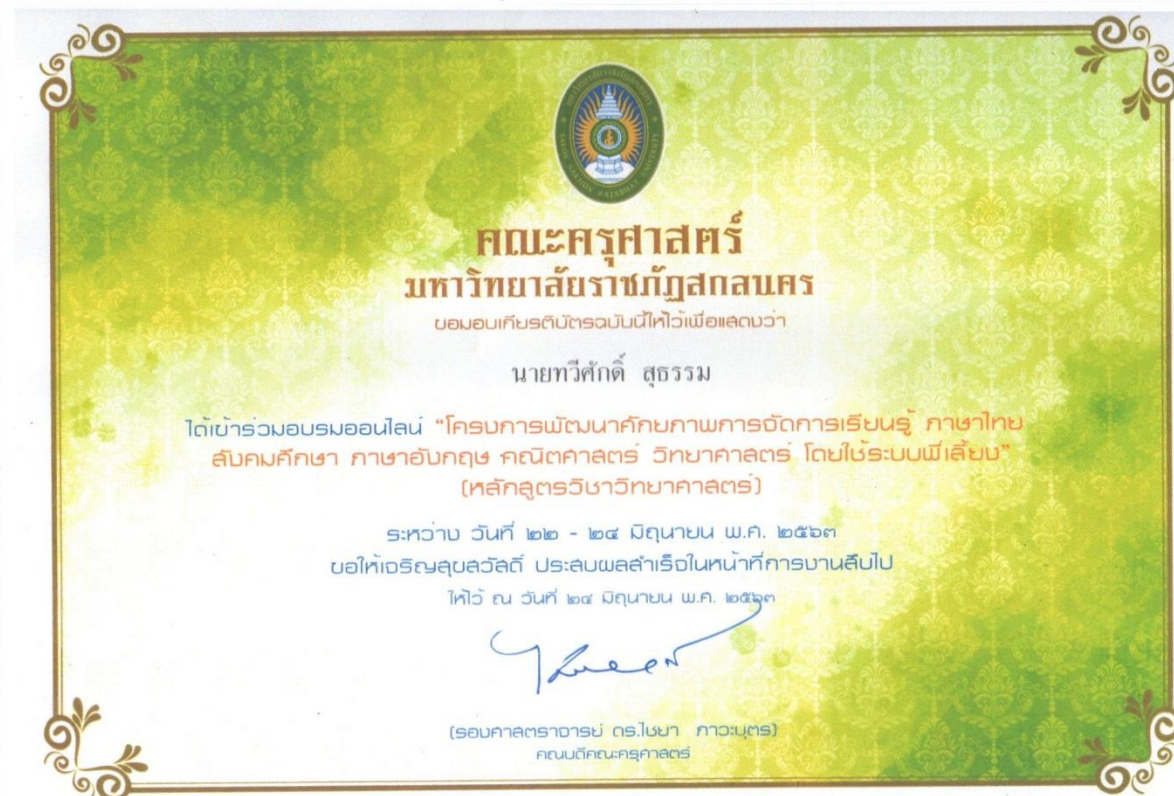 คณะครุศาสตร์
มหาวิทยาลัยราชภัฏสกลนคร
ขอมอบเกียรติบัตรฉบับนี้ให้ไว้เพื่อแสดงว่า
นายทวีศักดิ์ สุธรรม
ได้เข้าร่วมอบรมออนไลน์ “โครงการพัฒนาศักยภาพการจัดการเรียนรู้ ภาษาไทย
สังคมศึกษา ภาษาอังกฤษ คณิตศาสตร์ วิทยาศาสตร์ โดยใช้ระบบพี่เลี้ยง”
(หลักสูตรวิชาวิทยาศาสตร์)
ระหว่าง วันที่ ๒๒ - ๒๔ มิถุนายน พ.ศ. ๒๕๖๓
ขอให้เจริญสุขสวัสดิ์ ประสบผลสำเร็จในหน้าที่การงานสืบไป
ให้ไว้ ณ วันที่ ๒๔ มิถุนายน พ.ศ. ๒๕๖๓
(รองศาสตราจารย์ ดร.ไชยา ภาวะบุตร)
คณบดีคณะครุศาสตร์